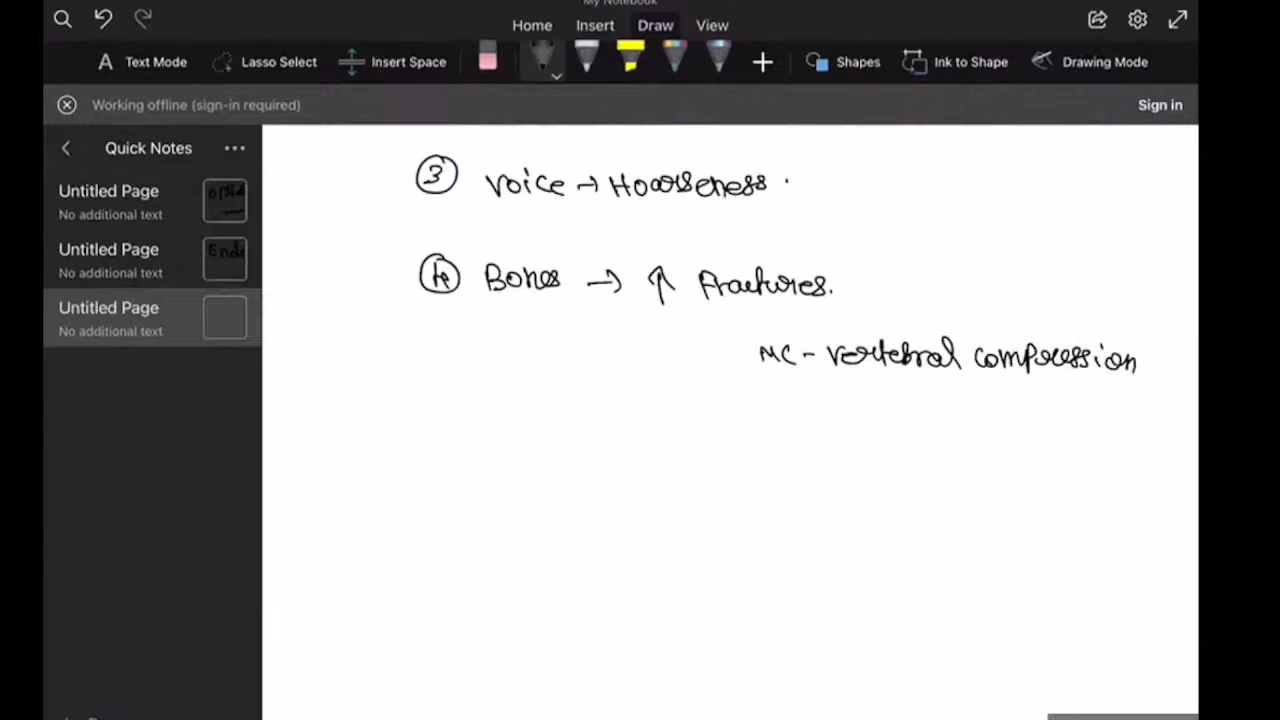 My Notebook
Home Insert Draw View
Text Mode Lasso Select Insert Space Shapes Ink to Shape Drawing Mode
Working offline (sign-in required) Sign in
Quick Notes
Untitled Page
No additional text
Untitled Page
No additional text
Untitled Page
No additional text
③ Voice → Hoarseness.
④ Bones → ↑ Fractures.
MC - vertebral compression